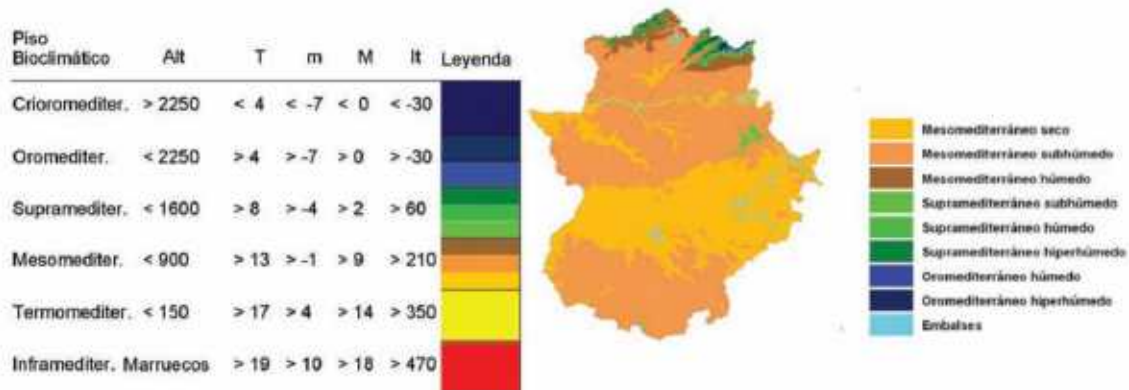 Piso
Bioclimático Alt T m M It Leyenda
Crioromediter. > 2250 < 4 < -7 < 0 < -30
Oromediter. < 2250 > 4 > -7 > 0 > -30
Supramediter. < 1600 > 8 > -4 > 2 > 60
Mesomediter. < 900 > 13 > -1 > 9 > 210
Termomediter. < 150 > 17 > 4 > 14 > 350
Inframediter. Marruecos > 19 > 10 > 18 > 470
Mesomediterráneo seco
Mesomediterráneo subhúmedo
Mesomediterráneo húmedo
Supramediterráneo subhúmedo
Supramediterráneo húmedo
Supramediterráneo hiperhúmedo
Oromediterráneo húmedo
Oromediterráneo hiperhúmedo
Embalses